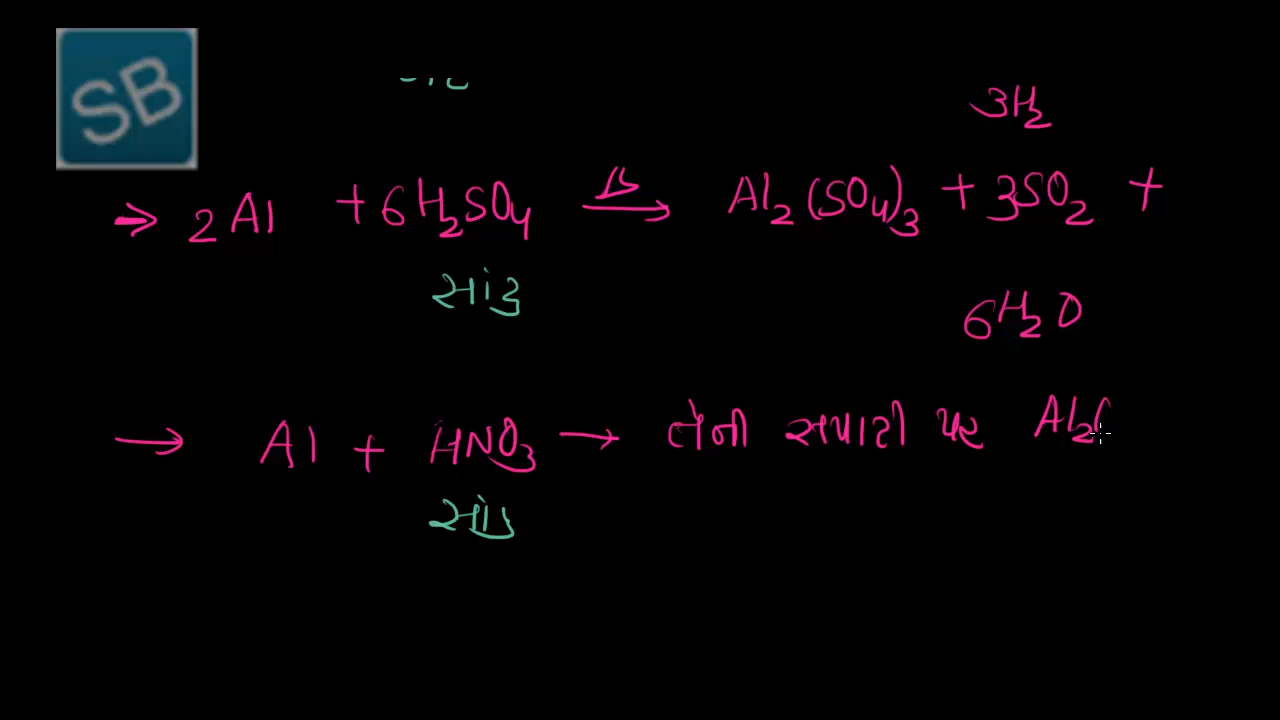 SB
3H₂
→ 2Al + 6H₂SO₄ →Δ Al₂(SO₄)₃ + 3SO₂ +
સાંદ્ર
6H₂O
→ Al + HNO₃ → તેની સપાટી પર Al₂
સાંદ્ર